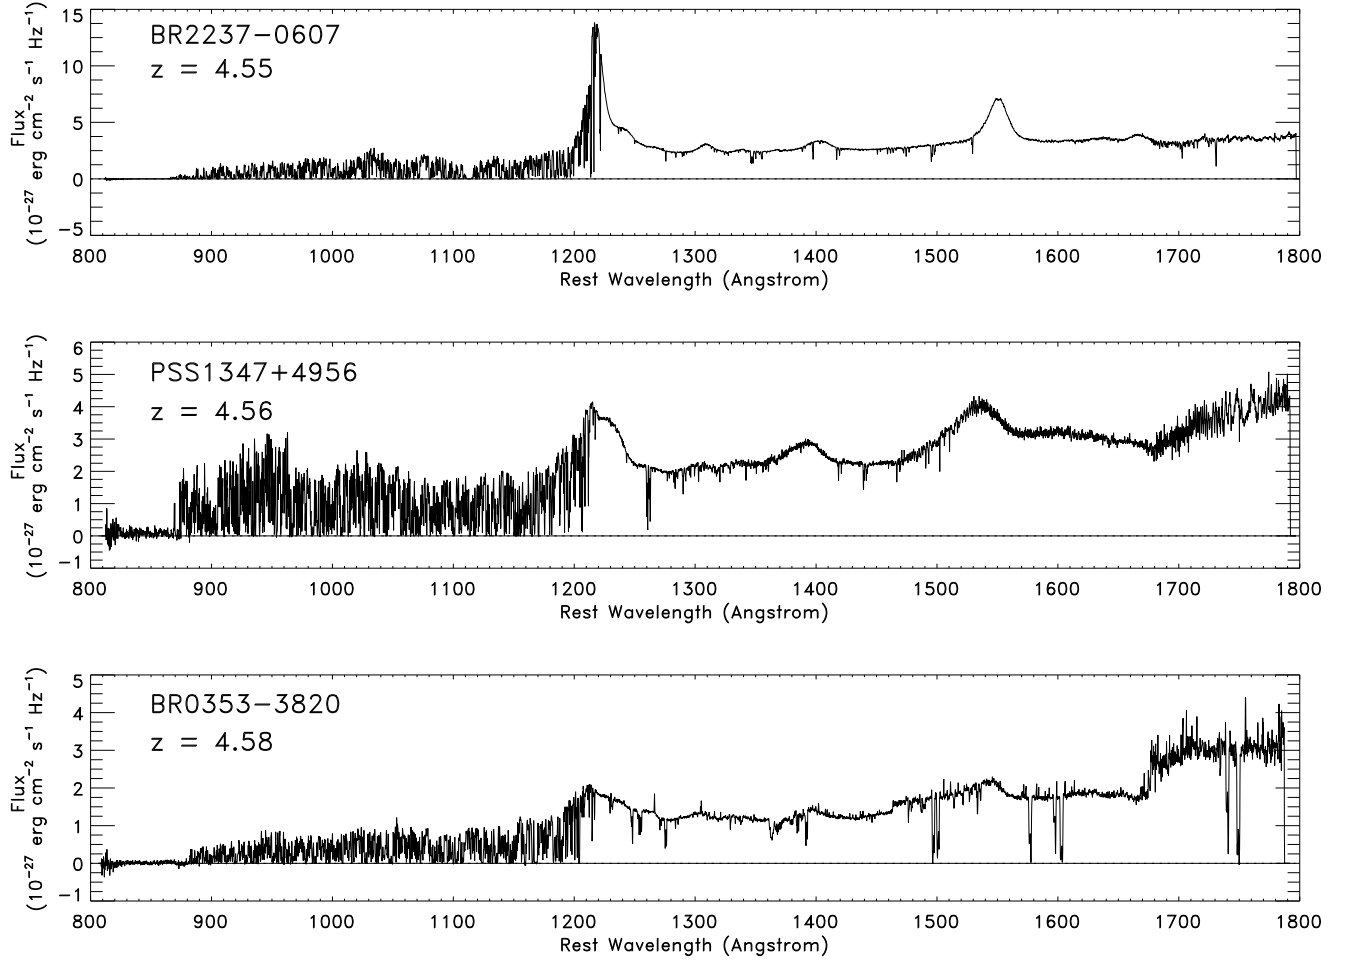 BR2237−0607
z = 4.55
Flux
(10−27 erg cm−2 s−1 Hz−1)
15
10
5
0
−5
800 900 1000 1100 1200 1300 1400 1500 1600 1700 1800
Rest Wavelength (Angstrom)
PSS1347+4956
z = 4.56
Flux
(10−27 erg cm−2 s−1 Hz−1)
6
5
4
3
2
1
0
−1
800 900 1000 1100 1200 1300 1400 1500 1600 1700 1800
Rest Wavelength (Angstrom)
BR0353−3820
z = 4.58
Flux
(10−27 erg cm−2 s−1 Hz−1)
5
4
3
2
1
0
−1
800 900 1000 1100 1200 1300 1400 1500 1600 1700 1800
Rest Wavelength (Angstrom)